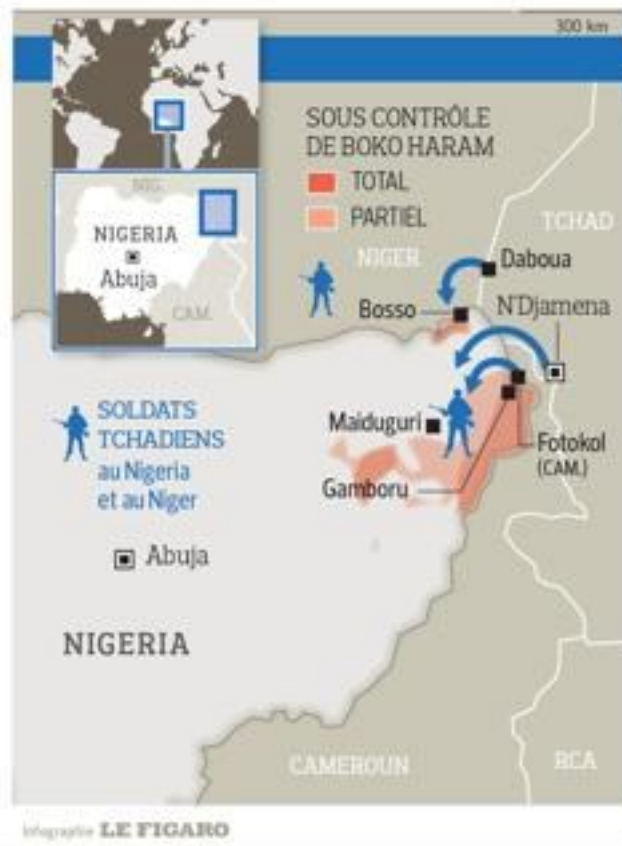 300 km
SOUS CONTRÔLE
DE BOKO HARAM
TOTAL
PARTIEL
NIG.
NIGERIA
Abuja
CAM.
TCHAD
NIGER
Daboua
Bosso
N'Djamena
SOLDATS
TCHADIENS
au Nigeria
et au Niger
Maiduguri
Fotokol
(CAM.)
Gamboru
Abuja
NIGERIA
CAMEROUN
RCA
Infographie LE FIGARO